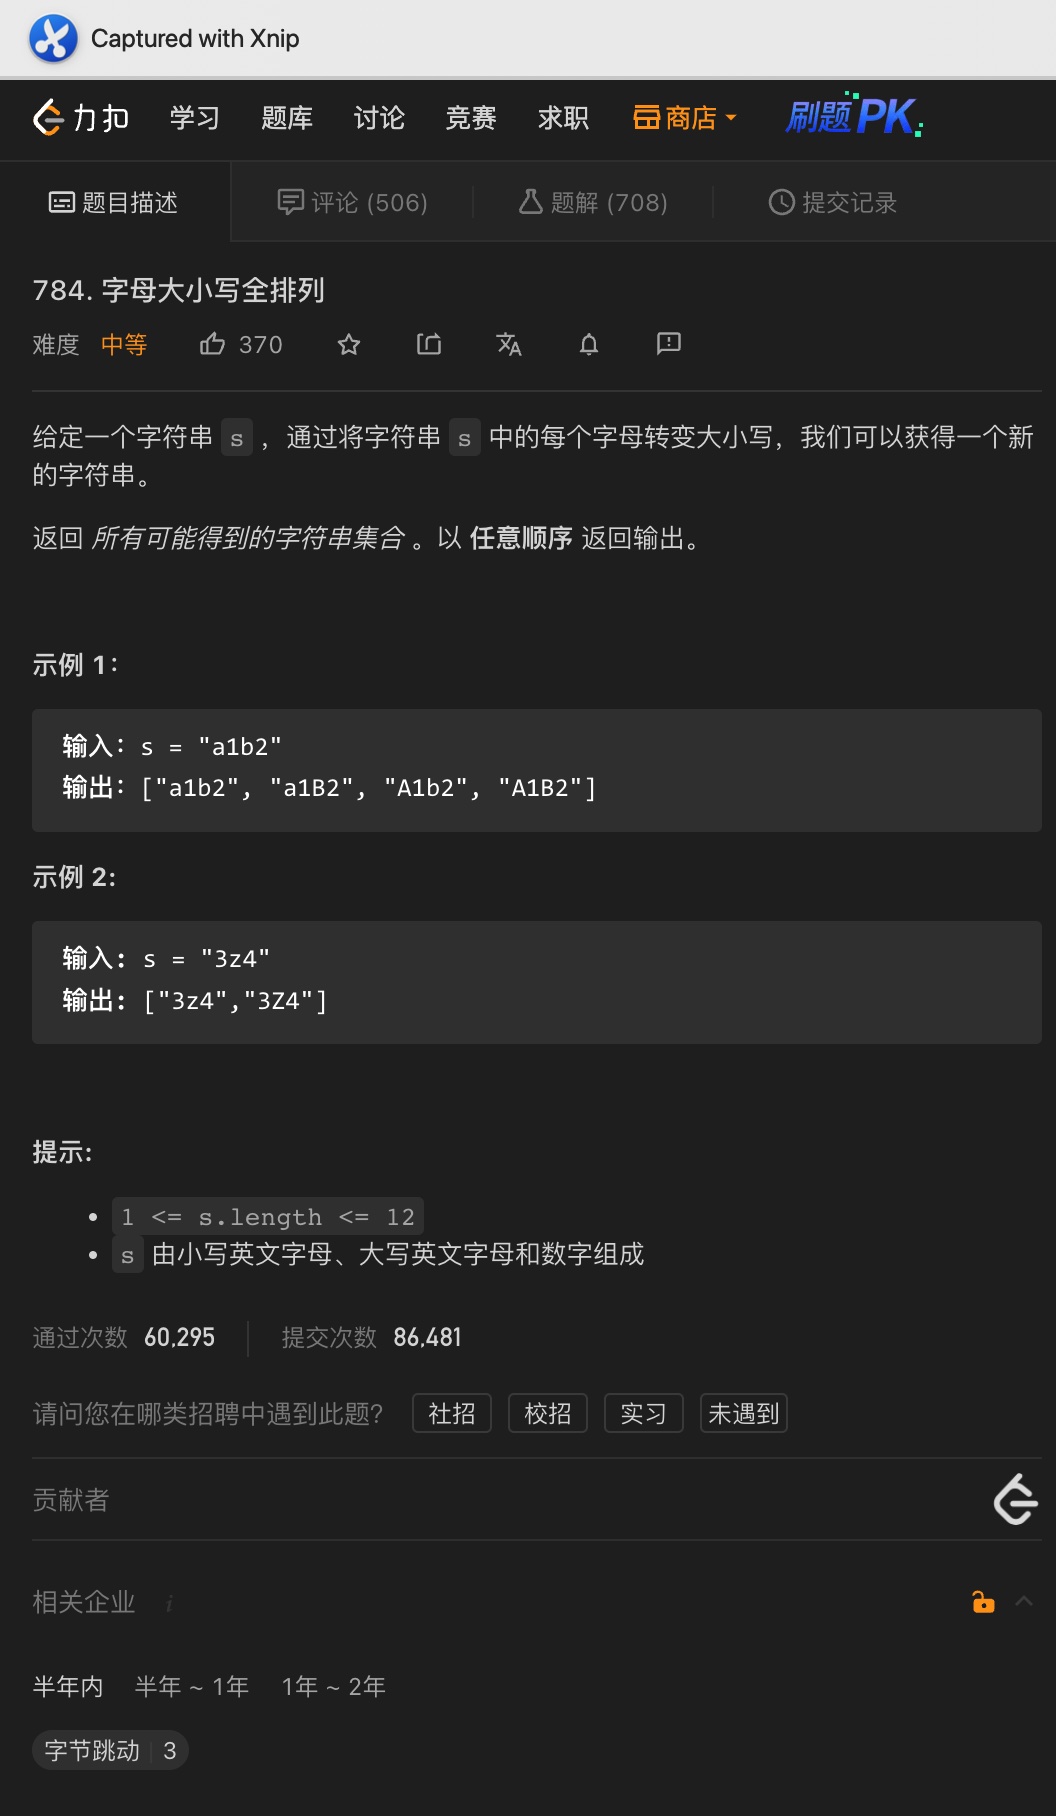 Captured with Xnip
力扣 学习 题库 讨论 竞赛 求职 商店 刷题PK
题目描述 评论 (506) 题解 (708) 提交记录
784. 字母大小写全排列
难度 中等 370
给定一个字符串 s ，通过将字符串 s 中的每个字母转变大小写，我们可以获得一个新
的字符串。
返回 所有可能得到的字符串集合 。以 任意顺序 返回输出。
示例 1：
输入：s = "a1b2"
输出：["a1b2", "a1B2", "A1b2", "A1B2"]
示例 2:
输入: s = "3z4"
输出: ["3z4","3Z4"]
提示:
• 1 <= s.length <= 12
• s 由小写英文字母、大写英文字母和数字组成
通过次数 60,295 提交次数 86,481
请问您在哪类招聘中遇到此题? 社招 校招 实习 未遇到
贡献者
相关企业 i
半年内 半年 ~ 1年 1年 ~ 2年
字节跳动 3